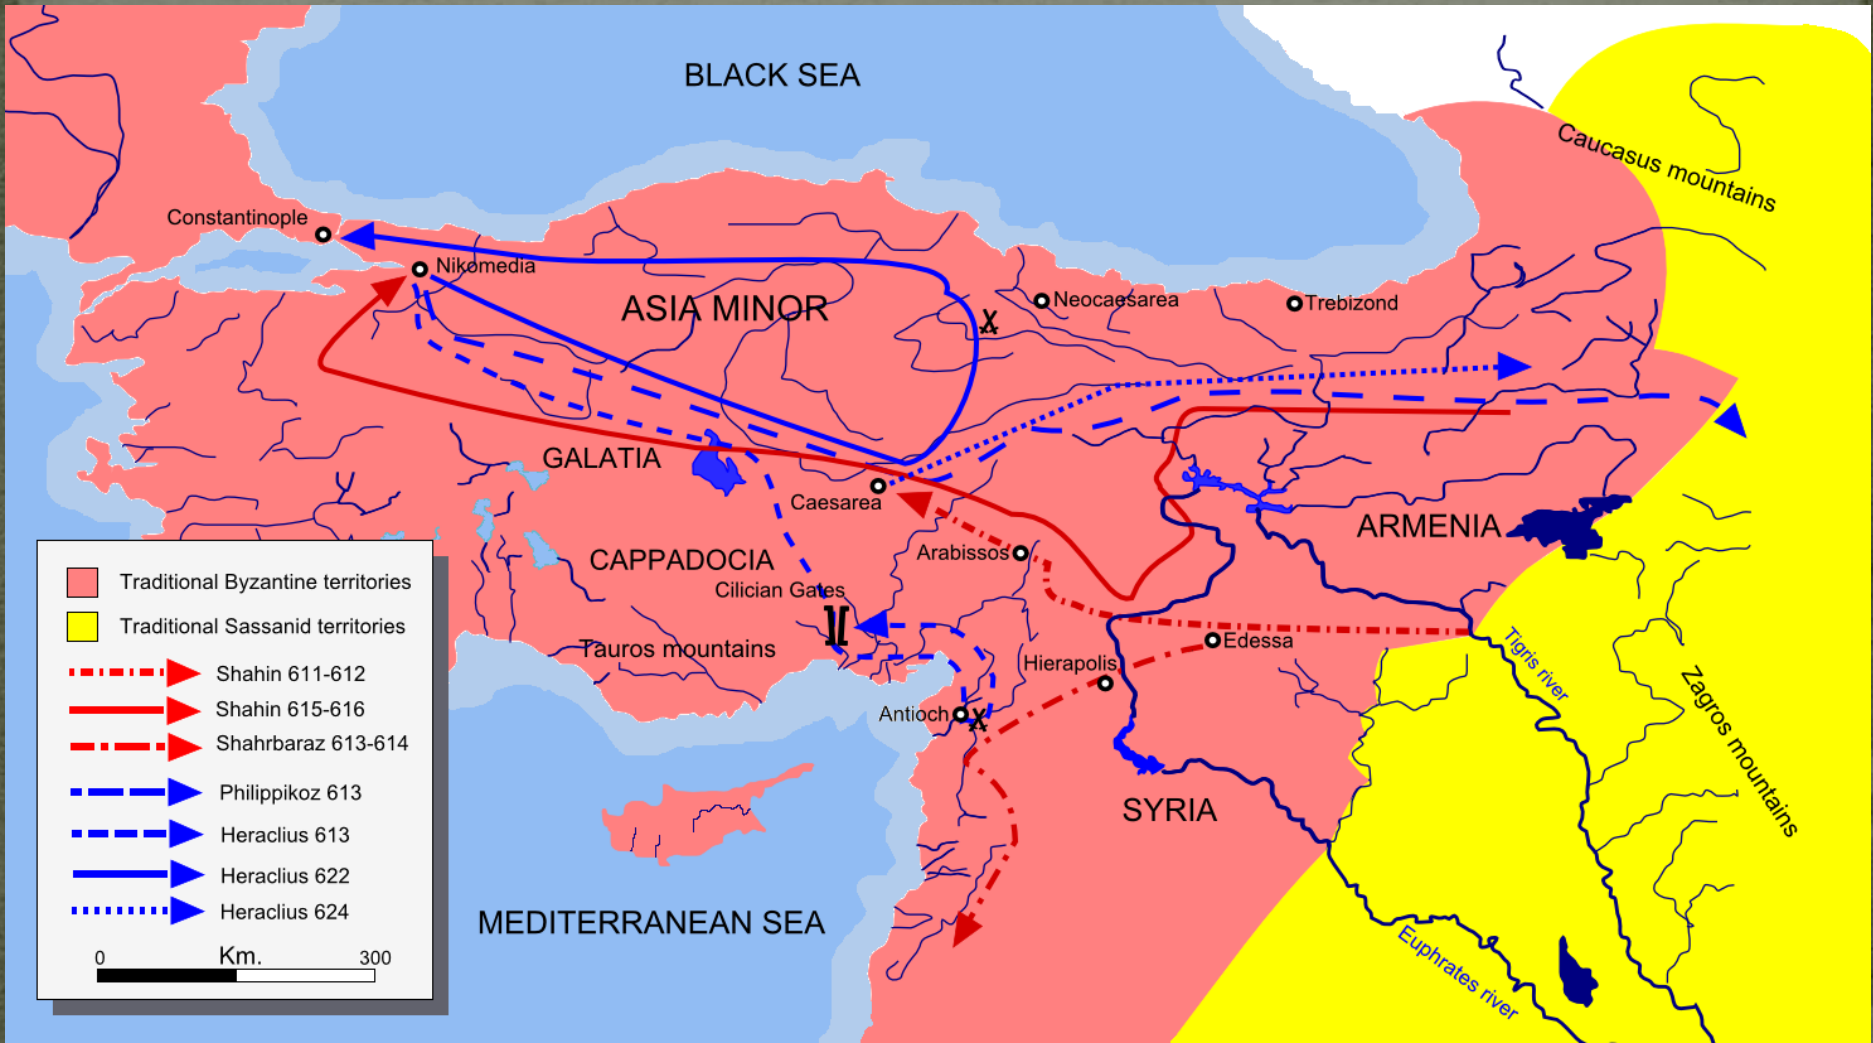 BLACK SEA
Caucasus mountains
Constantinople
Nikomedia
ASIA MINOR
Neocaesarea
Trebizond
GALATIA
Caesarea
ARMENIA
Arabissos
CAPPADOCIA
Cilician Gates
Tauros mountains
Edessa
Hierapolis
Tigris river
Zagros mountains
Antioch
SYRIA
MEDITERRANEAN SEA
Euphrates river
Traditional Byzantine territories
Traditional Sassanid territories
Shahin 611-612
Shahin 615-616
Shahrbaraz 613-614
Philippikoz 613
Heraclius 613
Heraclius 622
Heraclius 624
0 Km. 300